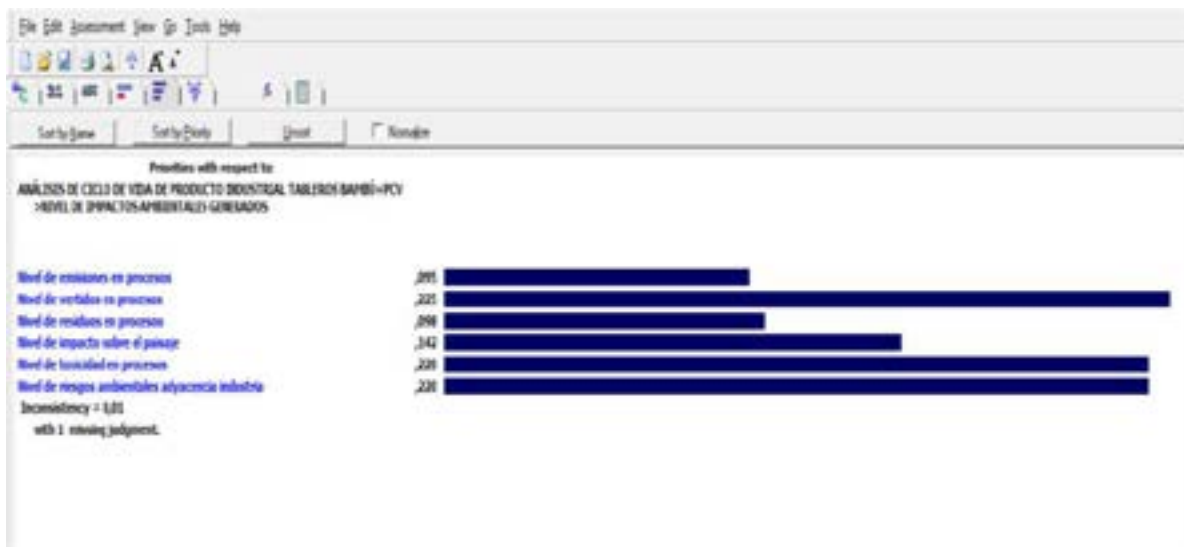 File Edit Assessment View Go Tools Help
Sort by Name Sort by Priority Unsort Normalize
Priorities with respect to:
ANÁLISIS DE CICLO DE VIDA DE PRODUCTO INDUSTRIAL TABLEROS BAMBÚ+PCV
>NIVEL DE IMPACTOS AMBIENTALES GENERADOS
Nivel de emisiones en procesos ,095
Nivel de vertidos en procesos ,225
Nivel de residuos en procesos ,098
Nivel de impacto sobre el paisaje ,142
Nivel de toxicidad en procesos ,220
Nivel de riesgos ambientales adyacencia industria ,220
Inconsistency = 0,01
with 1 missing judgment.